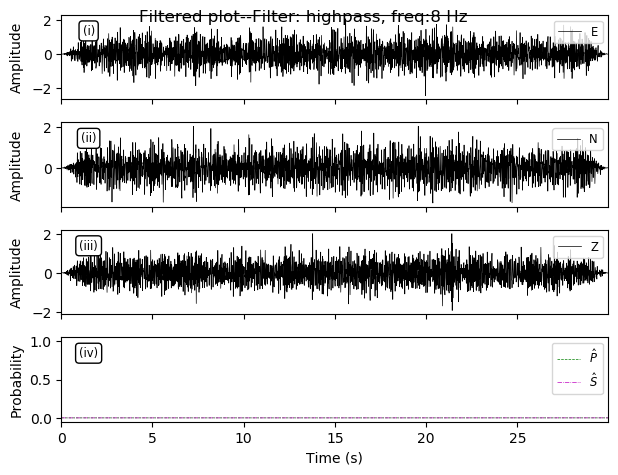 Filtered plot--Filter: highpass, freq:8 Hz
2
0
−2
Amplitude
(i)
E
2
0
Amplitude
(ii)
N
2
0
−2
Amplitude
(iii)
Z
1.0
0.5
0.0
Probability
(iv)
P̂
Ŝ
0
5
10
15
20
25
Time (s)